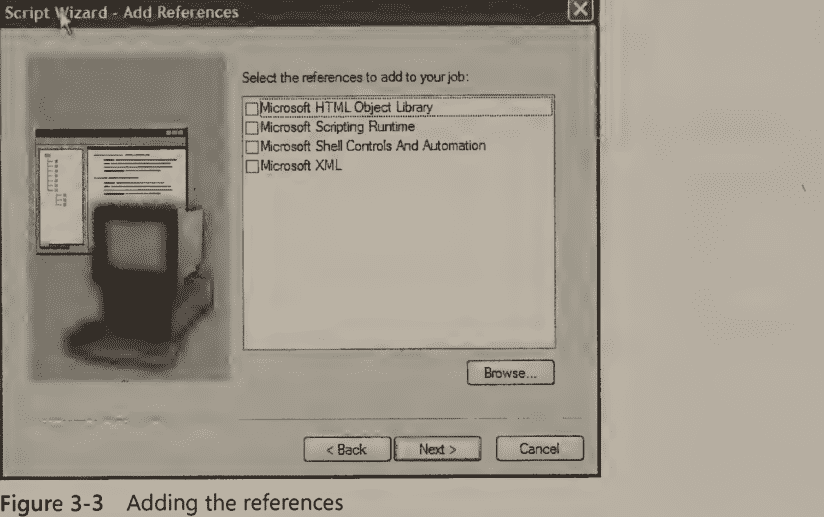 Script Wizard - Add References
Select the references to add to your job:
Microsoft HTML Object Library
Microsoft Scripting Runtime
Microsoft Shell Controls And Automation
Microsoft XML
Browse...
< Back
Next >
Cancel
Figure 3-3 Adding the references